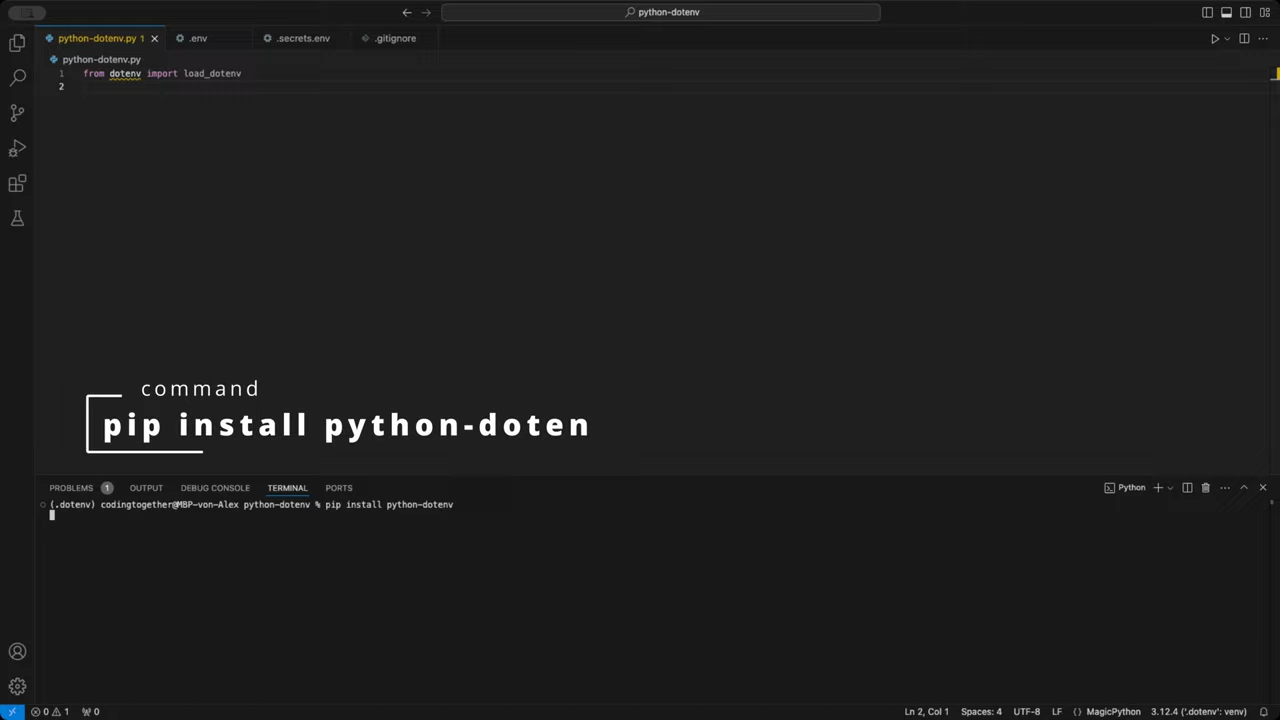 python-dotenv
python-dotenv.py 1
.env
.secrets.env
.gitignore
python-dotenv.py
1 from dotenv import load_dotenv
2
command
pip install python-doten
PROBLEMS 1 OUTPUT DEBUG CONSOLE TERMINAL PORTS
Python
(.dotenv) codingtogether@MBP-von-Alex python-dotenv % pip install python-dotenv
0 1 0
Ln 2, Col 1 Spaces: 4 UTF-8 LF {} MagicPython 3.12.4 ('.dotenv': venv)